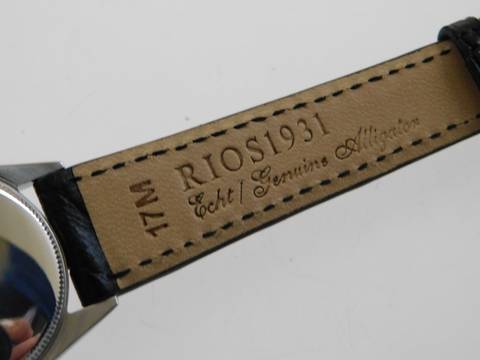 17M
RIOS1931
Echt/Genuine Alligator